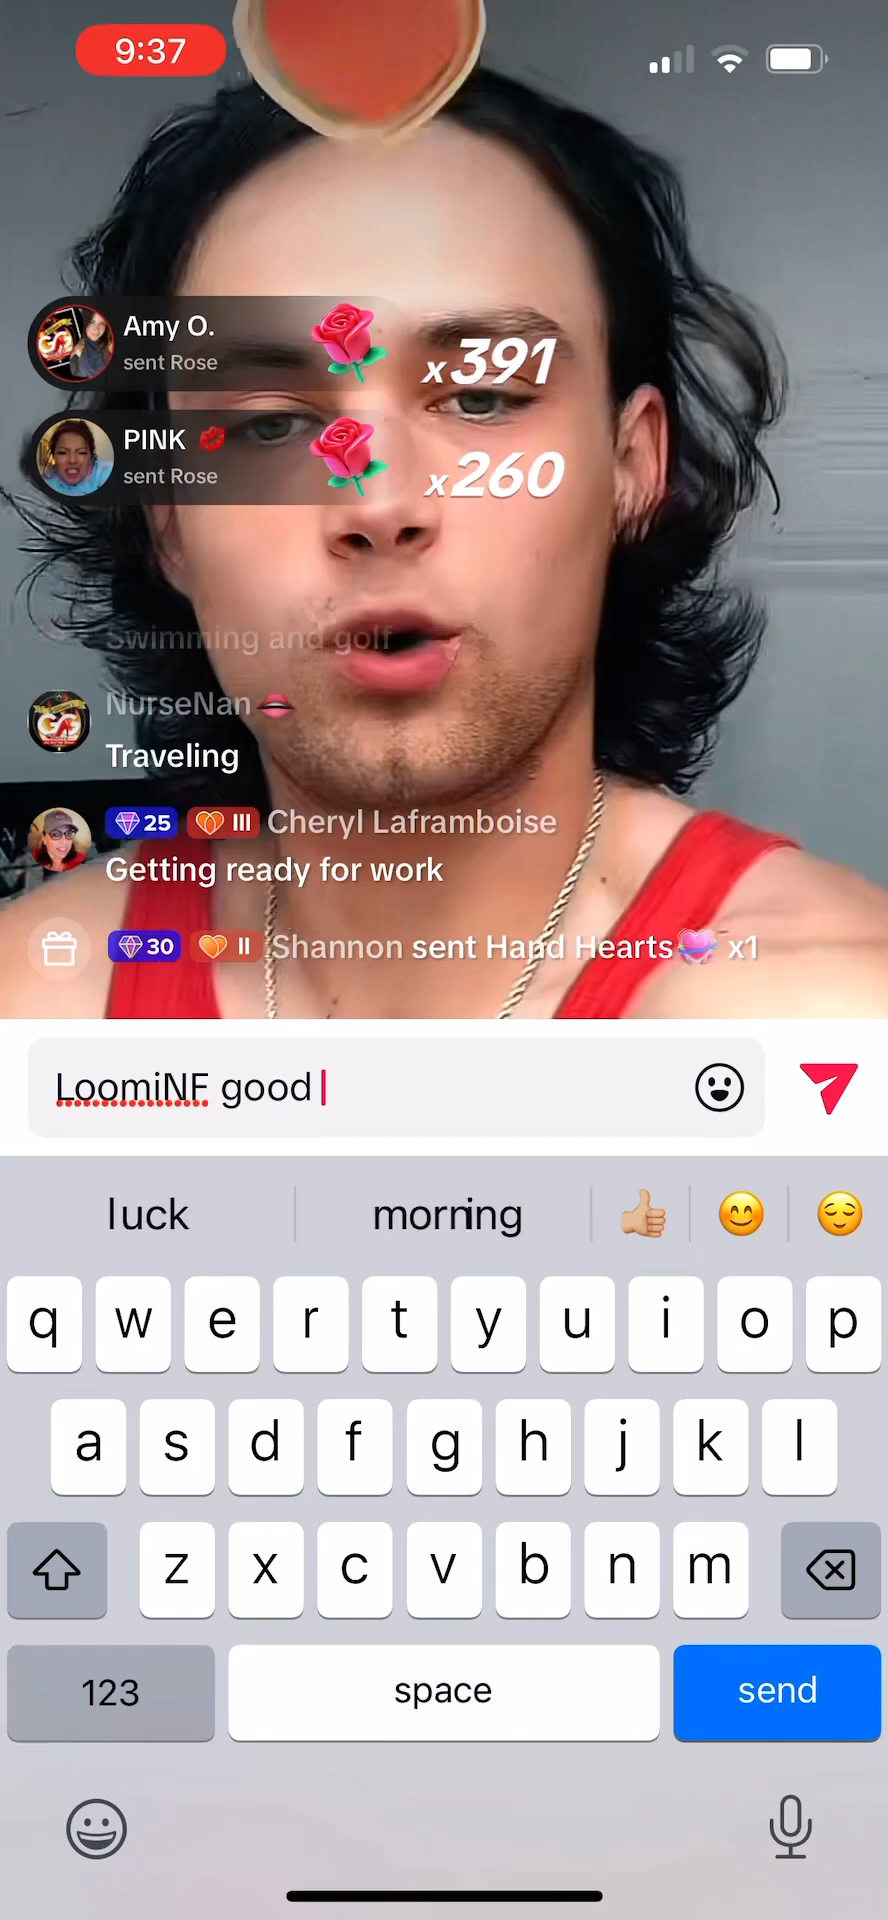 9:37
Amy O.
sent Rose
x391
PINK 💋
sent Rose
x260
Swimming and golf
NurseNan 👄
Traveling
25 III Cheryl Laframboise
Getting ready for work
30 II Shannon sent Hand Hearts x1
LoomiNF good
luck morning 👍🏼 😊 😌
q w e r t y u i o p
a s d f g h j k l
z x c v b n m
123 space send